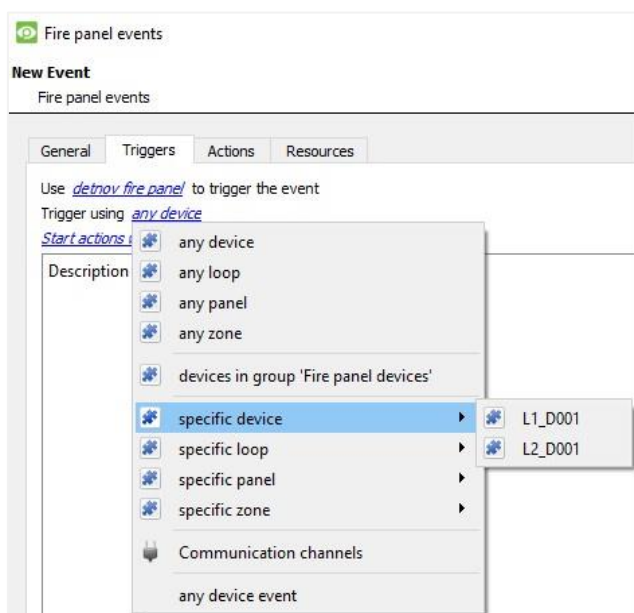 Fire panel events
New Event
Fire panel events
General Triggers Actions Resources
Use detnov fire panel to trigger the event
Trigger using any device
Start actions
Description
any device
any loop
any panel
any zone
devices in group 'Fire panel devices'
specific device
L1_D001
specific loop
L2_D001
specific panel
specific zone
Communication channels
any device event